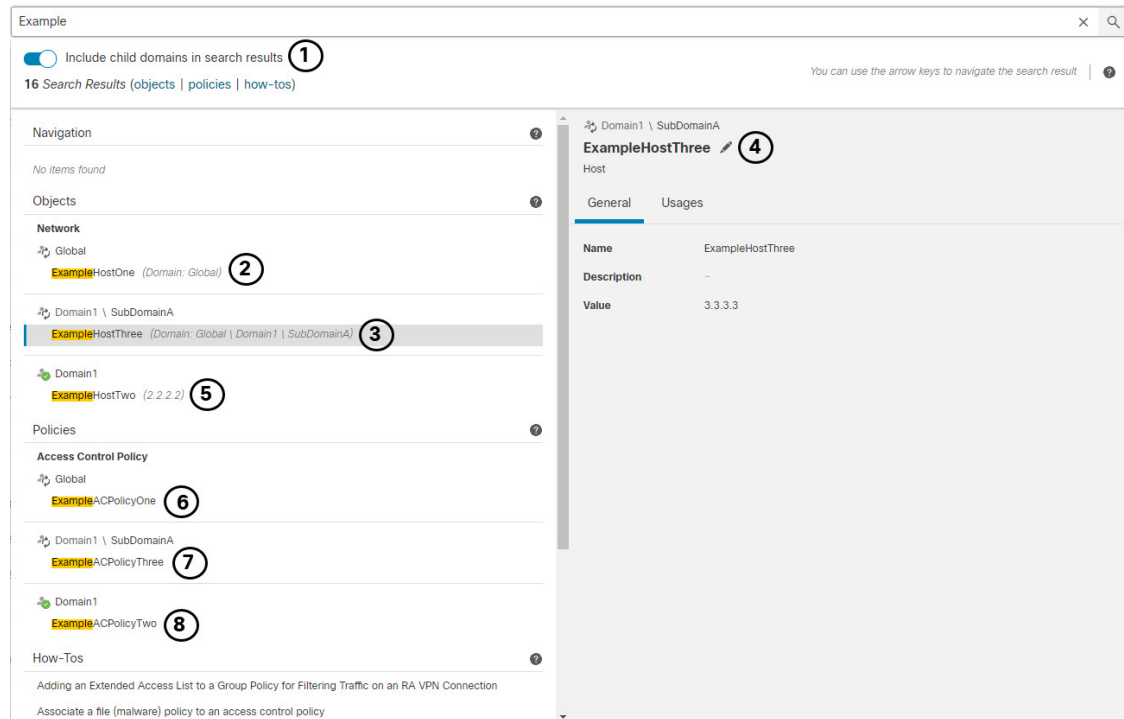 Example
Include child domains in search results 1
16 Search Results (objects | policies | how-tos)
You can use the arrow keys to navigate the search result
Navigation
No items found
Objects
Network
Global
ExampleHostOne (Domain: Global) 2
Domain1 \ SubDomainA
ExampleHostThree (Domain: Global \ Domain1 \ SubDomainA) 3
Domain1
ExampleHostTwo (2.2.2.2) 5
Policies
Access Control Policy
Global
ExampleACPolicyOne 6
Domain1 \ SubDomainA
ExampleACPolicyThree 7
Domain1
ExampleACPolicyTwo 8
How-Tos
Adding an Extended Access List to a Group Policy for Filtering Traffic on an RA VPN Connection
Associate a file (malware) policy to an access control policy
Domain1 \ SubDomainA
ExampleHostThree 4
Host
General Usages
Name ExampleHostThree
Description –
Value 3.3.3.3